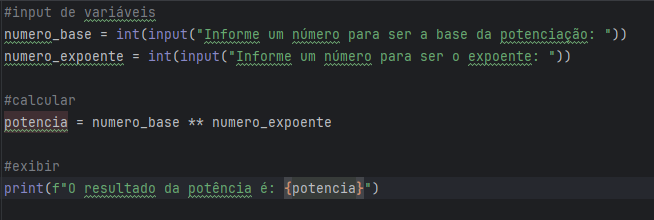 #input de variáveis
numero_base = int(input("Informe um número para ser a base da potenciação: "))
numero_expoente = int(input("Informe um número para ser o expoente: "))
#calcular
potencia = numero_base ** numero_expoente
#exibir
print(f"O resultado da potência é: {potencia}")